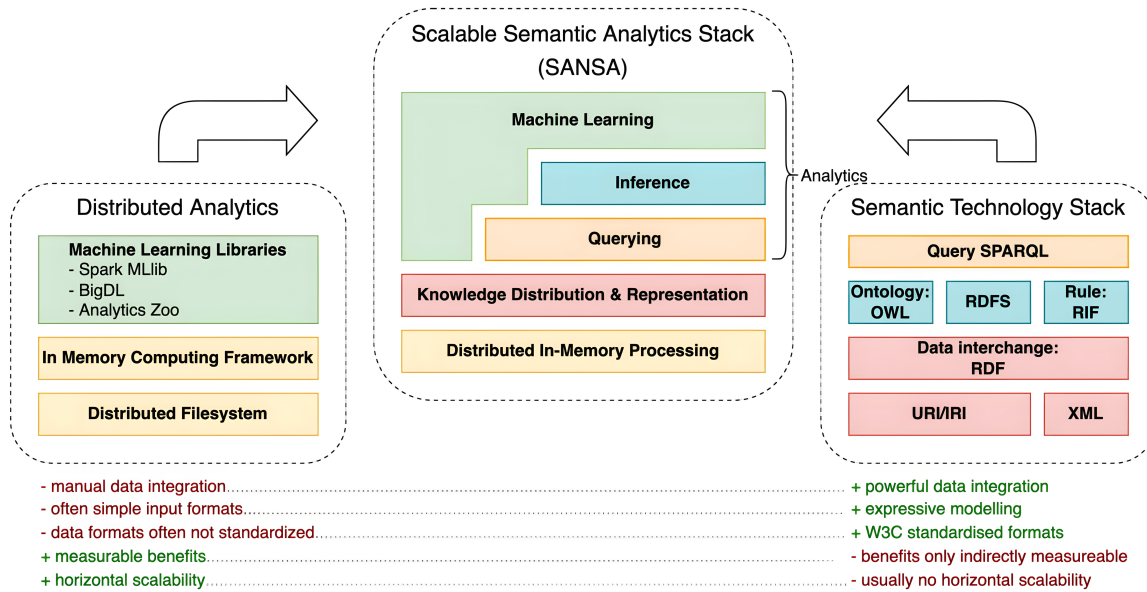 Scalable Semantic Analytics Stack
(SANSA)
Machine Learning
Inference
Querying
Analytics
Knowledge Distribution & Representation
Distributed In-Memory Processing
Distributed Analytics
Machine Learning Libraries
- Spark MLlib
- BigDL
- Analytics Zoo
In Memory Computing Framework
Distributed Filesystem
Semantic Technology Stack
Query SPARQL
Ontology:
OWL
RDFS
Rule:
RIF
Data interchange:
RDF
URI/IRI
XML
- manual data integration
+ powerful data integration
- often simple input formats
+ expressive modelling
- data formats often not standardized
+ W3C standardised formats
+ measurable benefits
- benefits only indirectly measureable
+ horizontal scalability
- usually no horizontal scalability